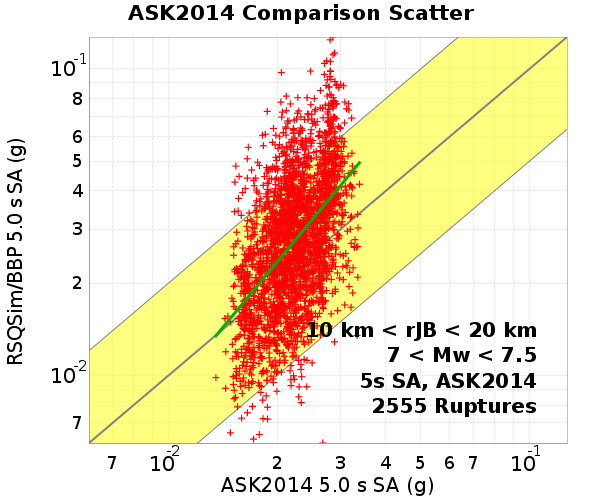 ASK2014 Comparison Scatter
RSQSim/BBP 5.0 s SA (g)
10⁻¹
8
6
5
4
3
2
10⁻²
7
10 km < rJB < 20 km
7 < Mw < 7.5
5s SA, ASK2014
2555 Ruptures
7 10⁻² 2 3 4 5 6 7 10⁻¹
ASK2014 5.0 s SA (g)